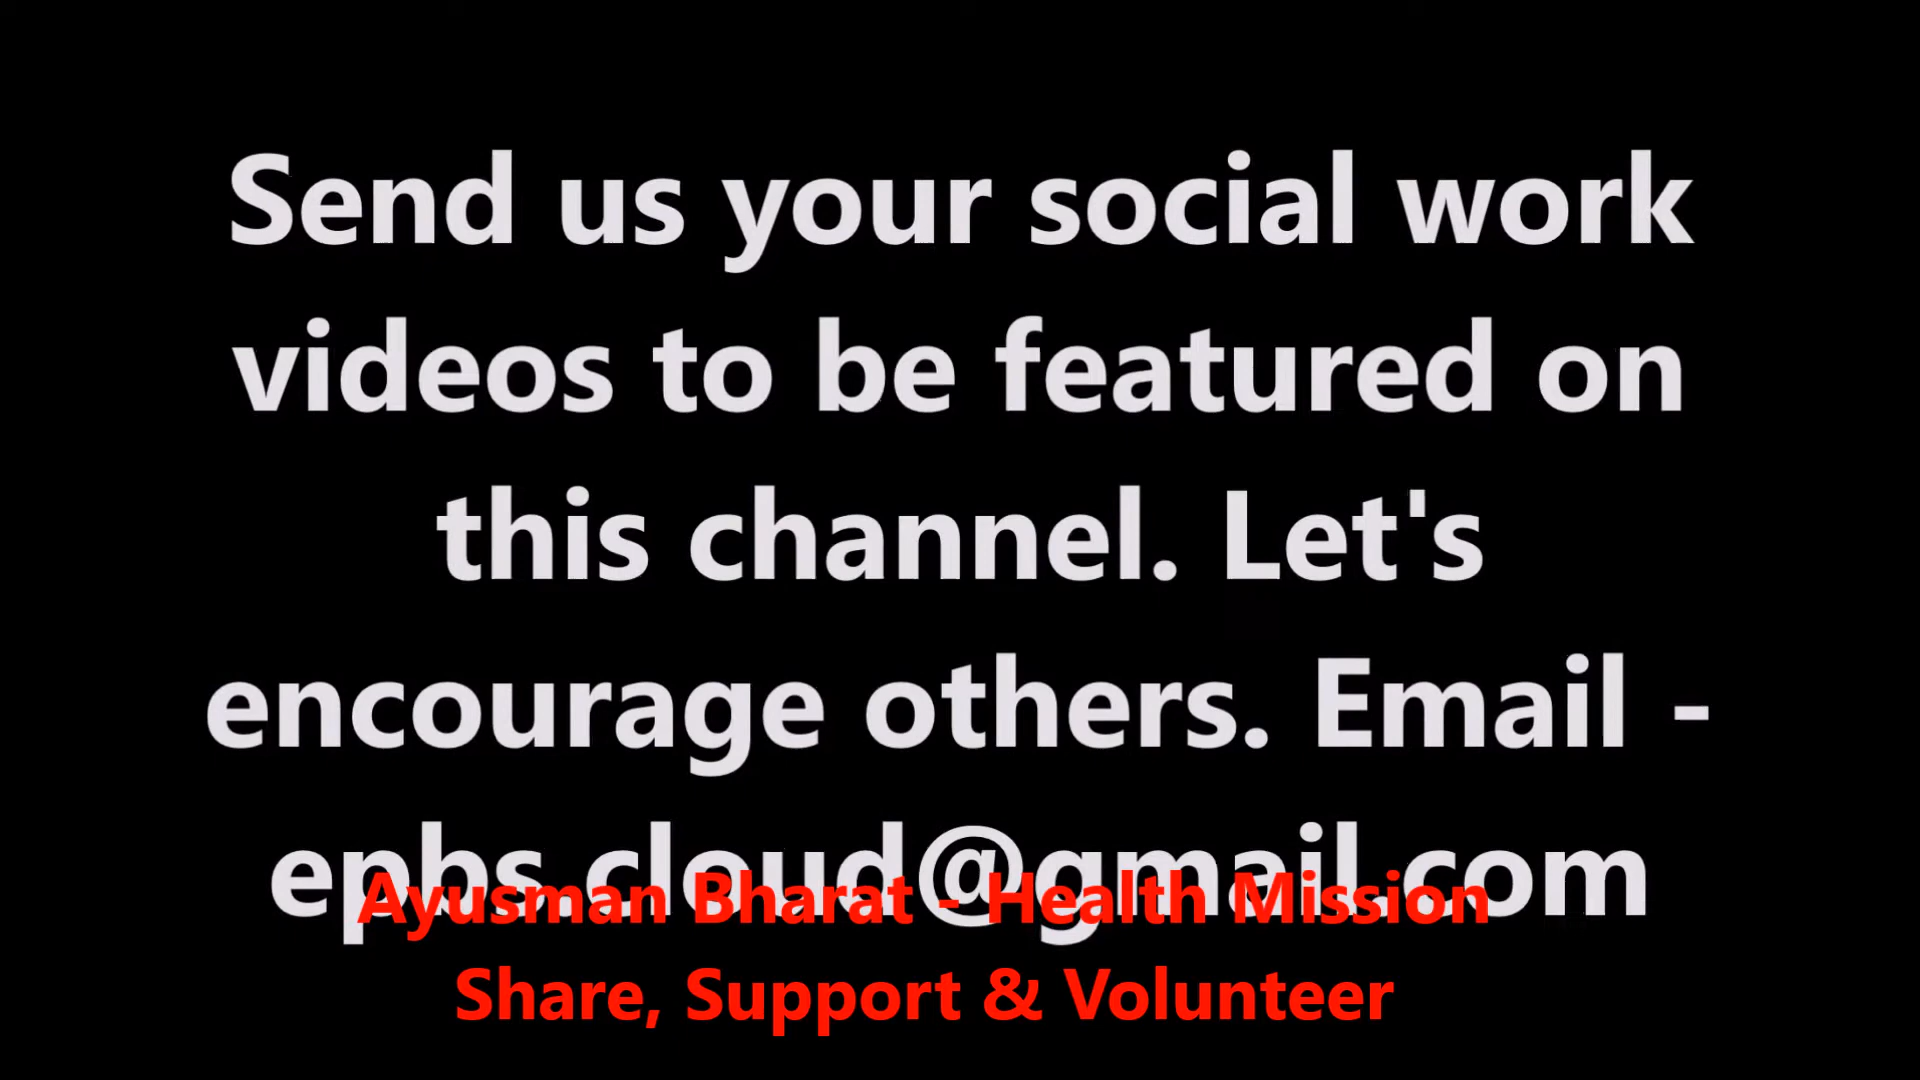 Send us your social work
videos to be featured on
this channel. Let's
encourage others. Email -
ephs.cloud@gmail.com
Ayusman Bharat - Health Mission
Share, Support & Volunteer